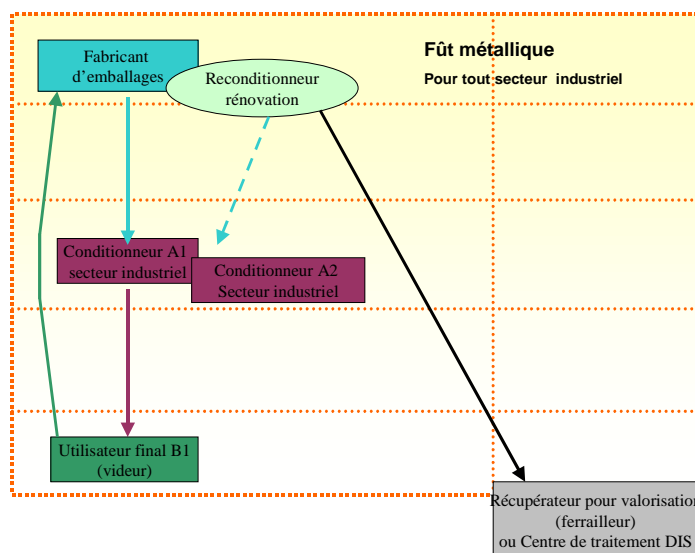 Fabricant
d’emballages
Reconditionneur
rénovation
Fût métallique
Pour tout secteur industriel
Conditionneur A1
secteur industriel
Conditionneur A2
Secteur industriel
Utilisateur final B1
(videur)
Récupérateur pour valorisation
(ferrailleur)
ou Centre de traitement DIS